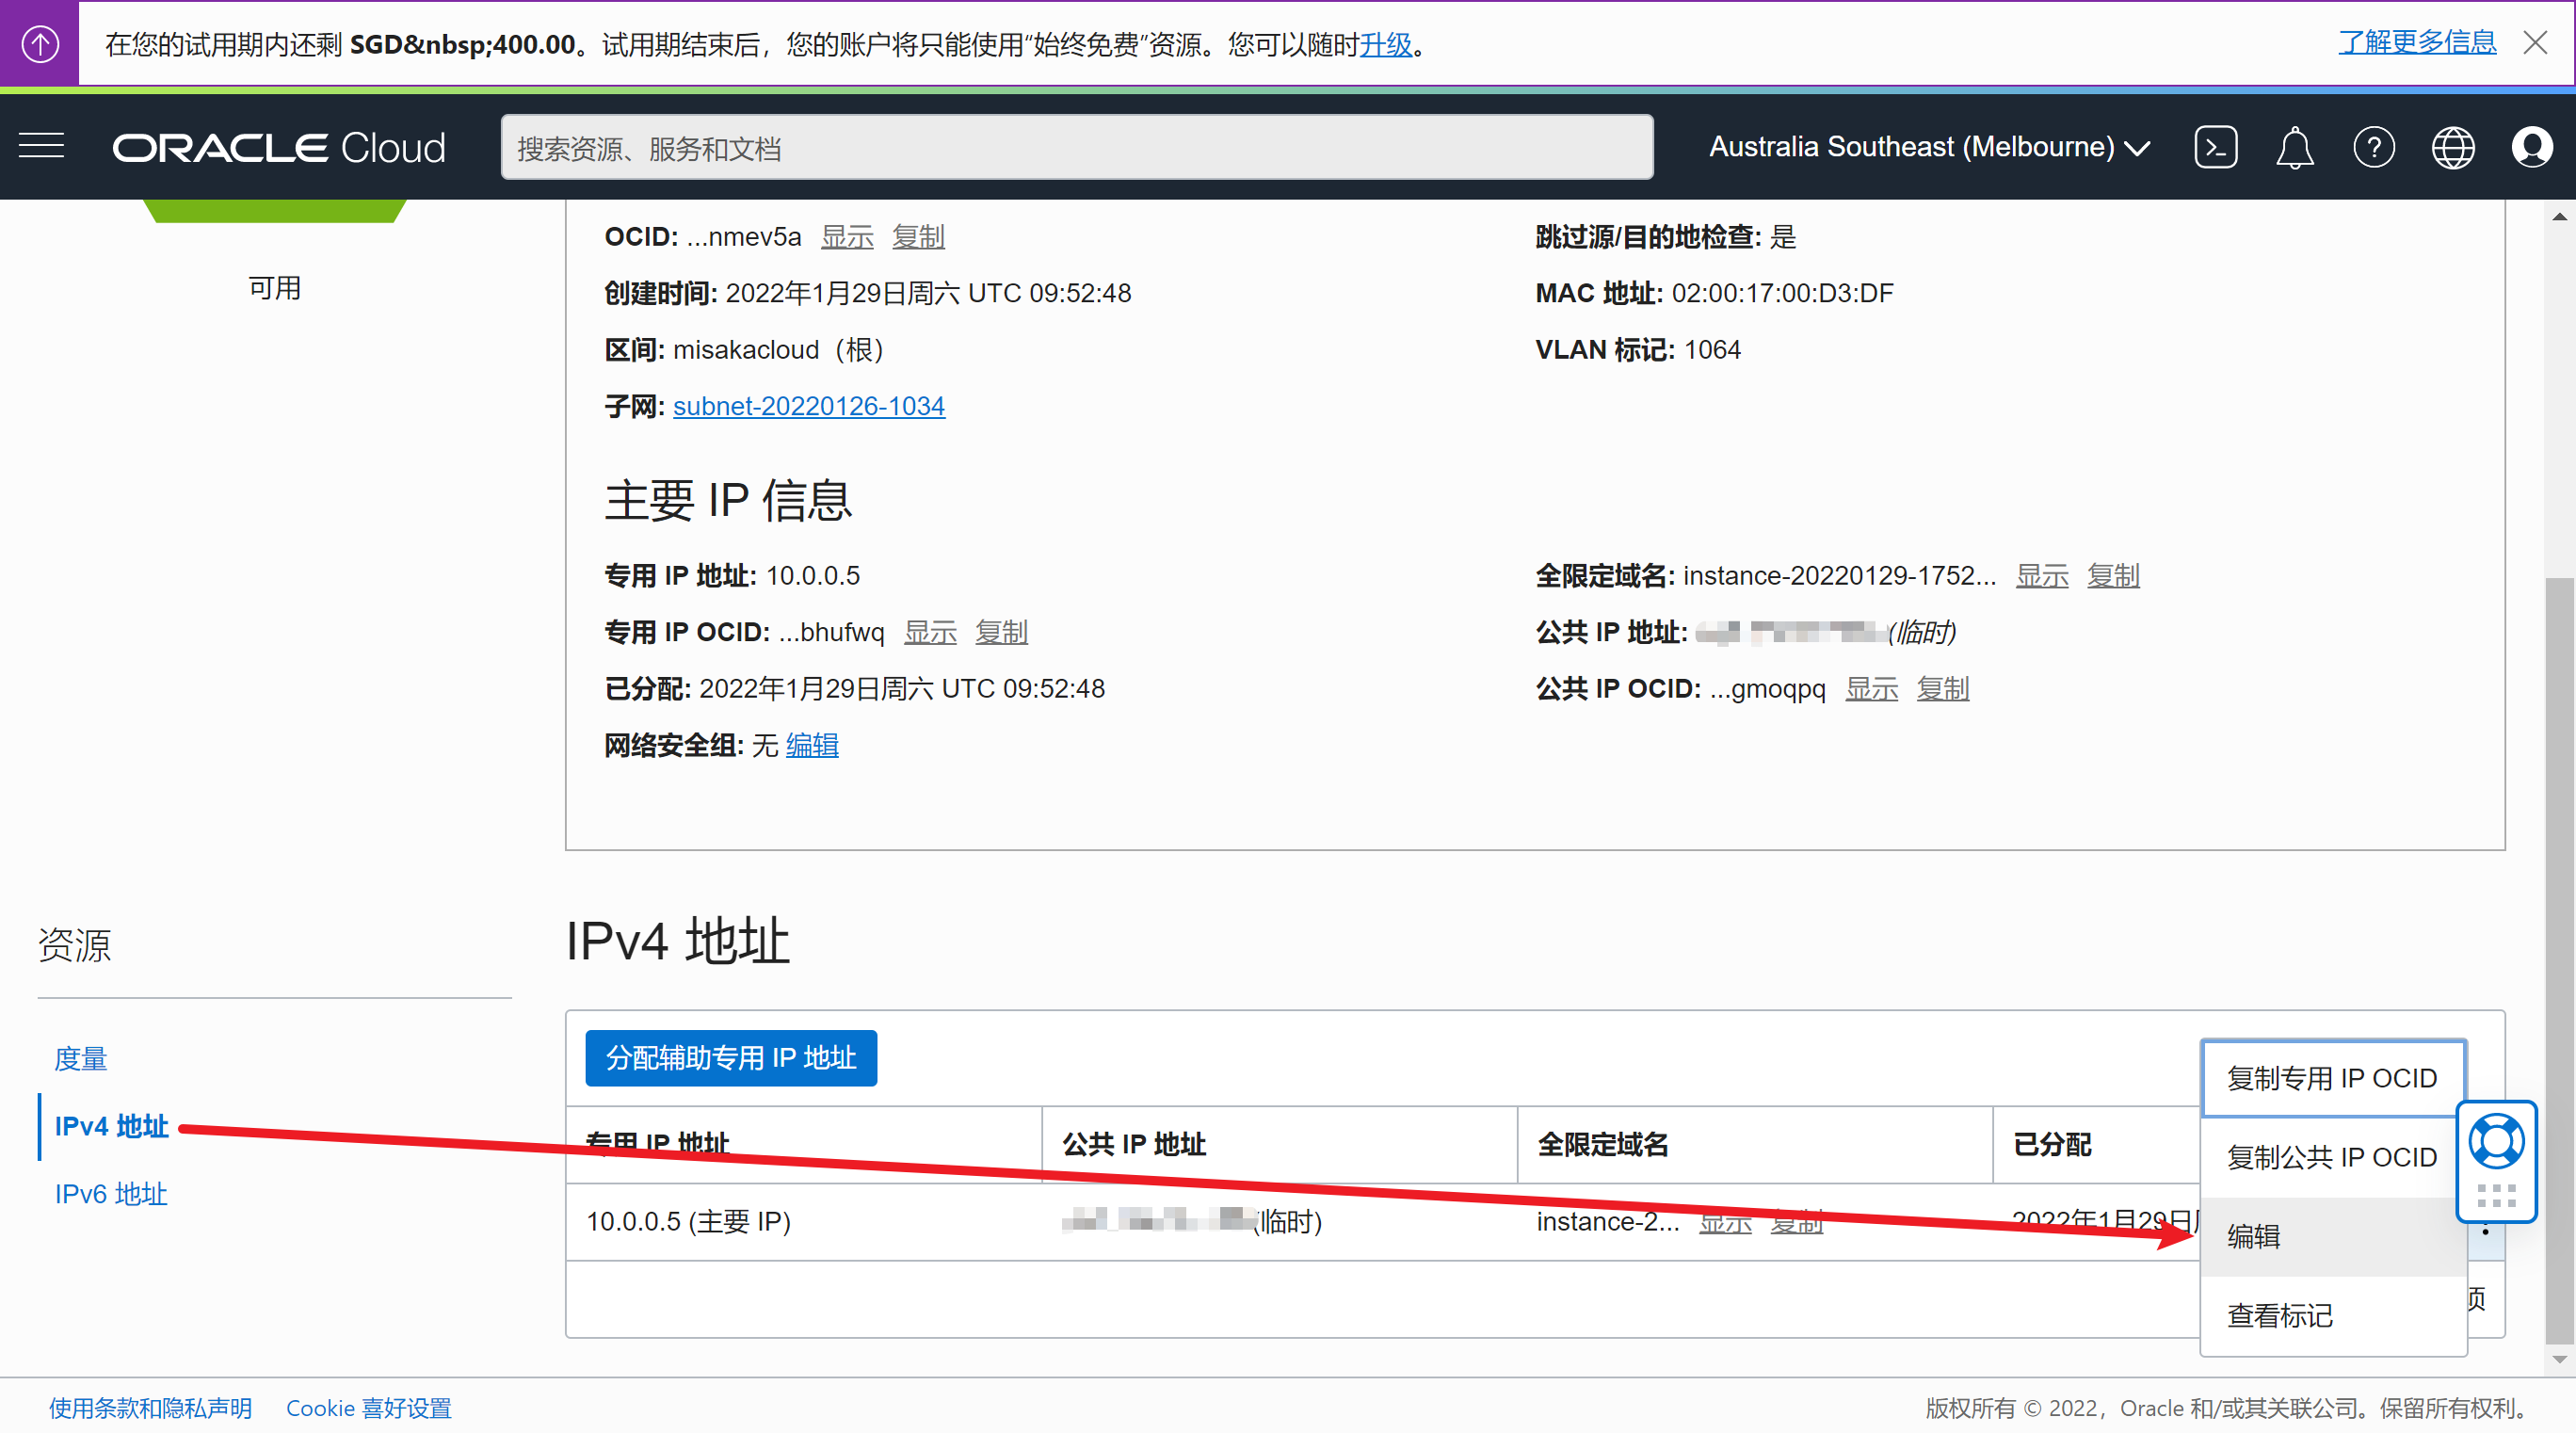 在您的试用期内还剩 SGD&nbsp;400.00。试用期结束后，您的账户将只能使用“始终免费”资源。您可以随时升级。
了解更多信息
ORACLE Cloud
搜索资源、服务和文档
Australia Southeast (Melbourne)
可用
OCID: ...nmev5a 显示 复制
跳过源/目的地检查: 是
创建时间: 2022年1月29日周六 UTC 09:52:48
MAC 地址: 02:00:17:00:D3:DF
区间: misakacloud（根）
VLAN 标记: 1064
子网: subnet-20220126-1034
主要 IP 信息
专用 IP 地址: 10.0.0.5
全限定域名: instance-20220129-1752... 显示 复制
专用 IP OCID: ...bhufwq 显示 复制
公共 IP 地址: (临时)
已分配: 2022年1月29日周六 UTC 09:52:48
公共 IP OCID: ...gmoqpq 显示 复制
网络安全组: 无 编辑
资源
度量
IPv4 地址
IPv6 地址
IPv4 地址
分配辅助专用 IP 地址
专用 IP 地址
公共 IP 地址
全限定域名
已分配
10.0.0.5 (主要 IP)
(临时)
instance-2... 显示 复制
2022年1月29日
复制专用 IP OCID
复制公共 IP OCID
编辑
查看标记
使用条款和隐私声明
Cookie 喜好设置
版权所有 © 2022，Oracle 和/或其关联公司。保留所有权利。